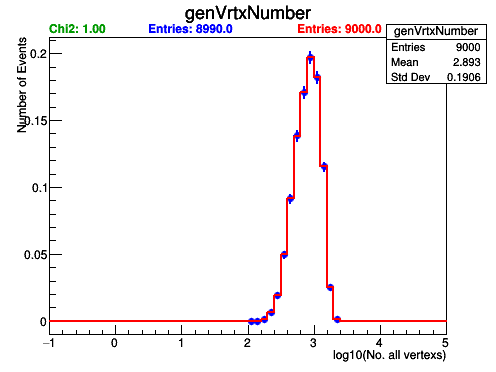 genVrtxNumber
Chi2: 1.00 Entries: 8990.0 Entries: 9000.0
genVrtxNumber
Entries 9000
Mean 2.893
Std Dev 0.1906
Number of Events
0.2
0.15
0.1
0.05
0
−1 0 1 2 3 4 5
log10(No. all vertexs)